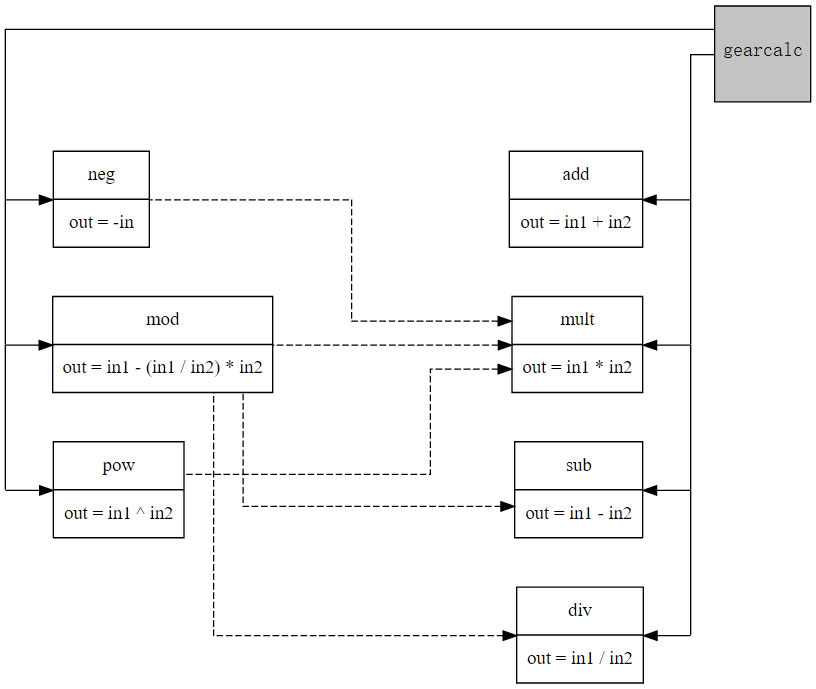 gearcalc
neg
out = -in
add
out = in1 + in2
mod
out = in1 - (in1 / in2) * in2
mult
out = in1 * in2
pow
out = in1 ^ in2
sub
out = in1 - in2
div
out = in1 / in2